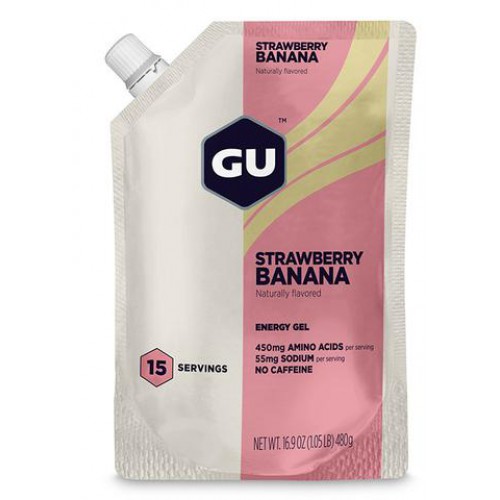 STRAWBERRY
BANANA
Naturally flavored
GU™
STRAWBERRY
BANANA
Naturally flavored
ENERGY GEL
450mg AMINO ACIDS per serving
55mg SODIUM per serving
NO CAFFEINE
15 SERVINGS
NET WT. 16.9 OZ (1.05 LB) 480g